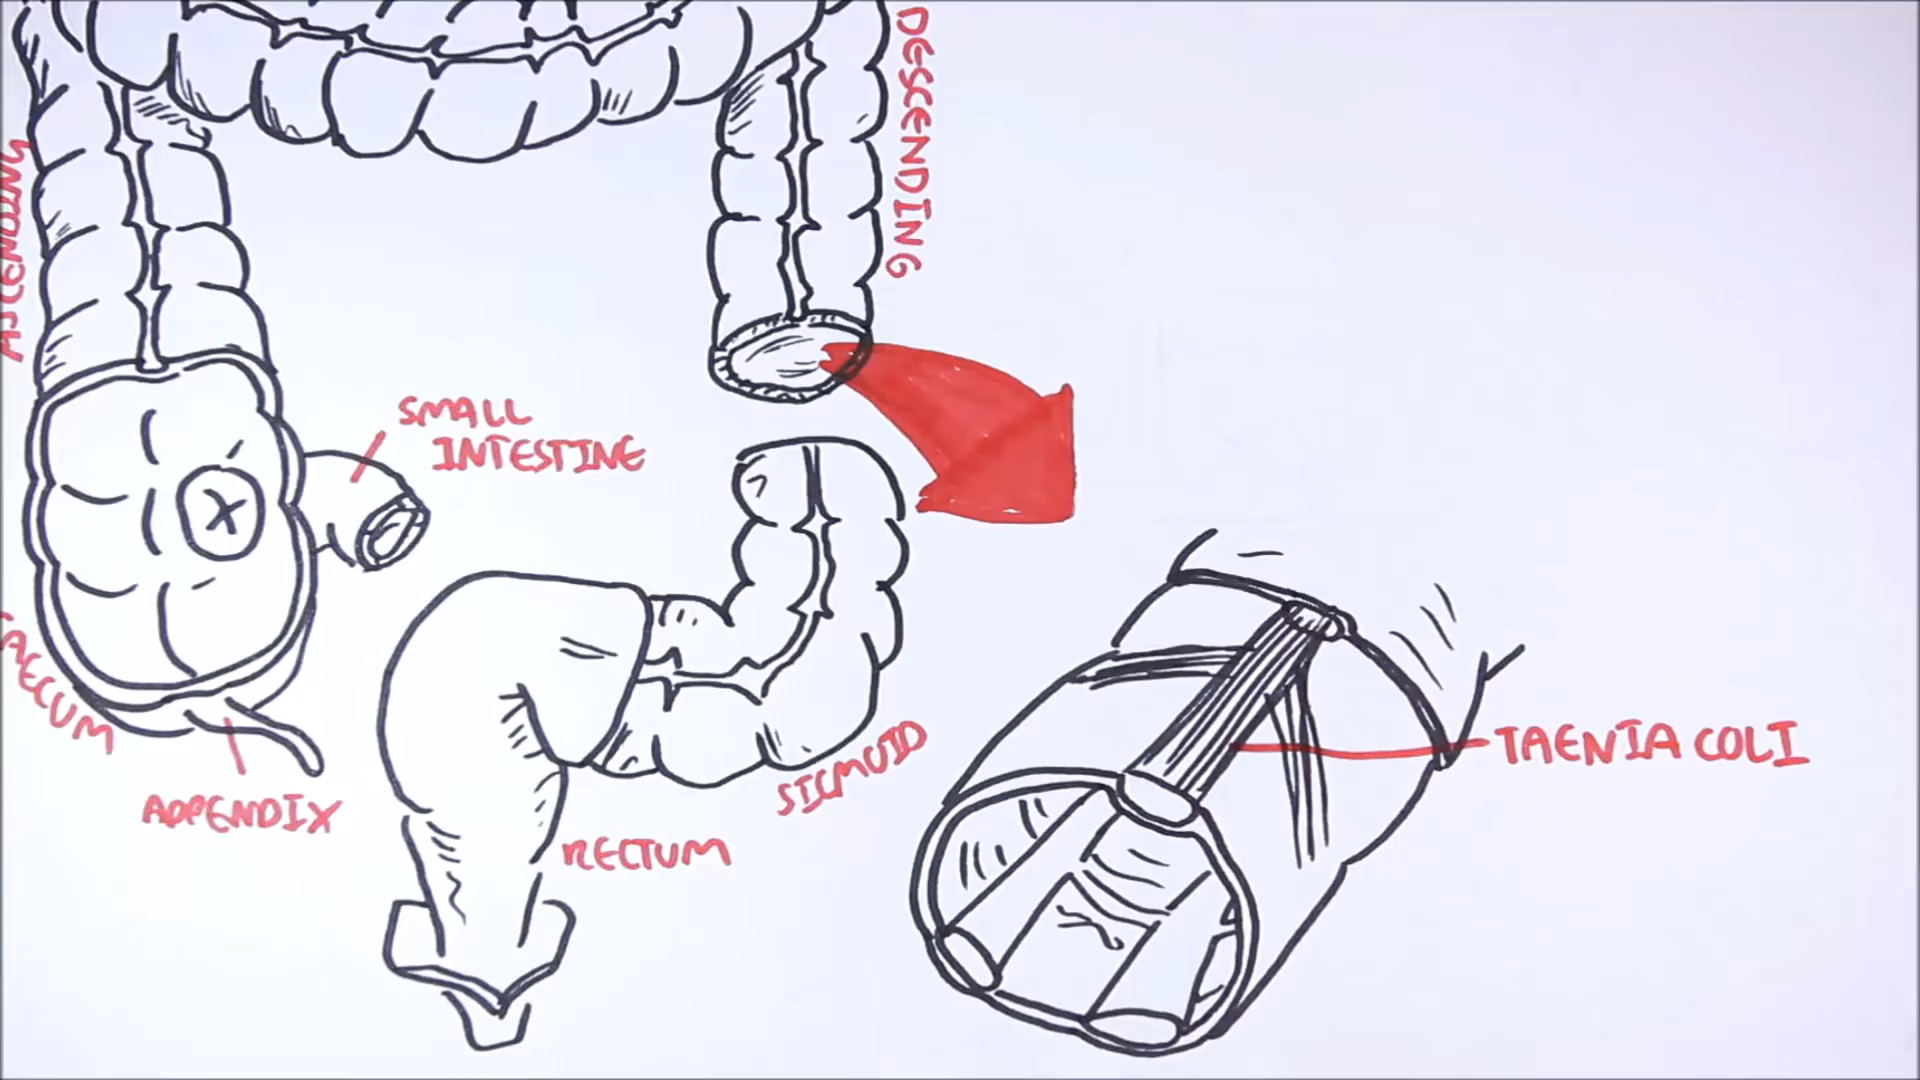 DESCENDING
ASCENDING
SMALL
INTESTINE
X
CAECUM
APPENDIX
RECTUM
SIGMOID
TAENIA COLI